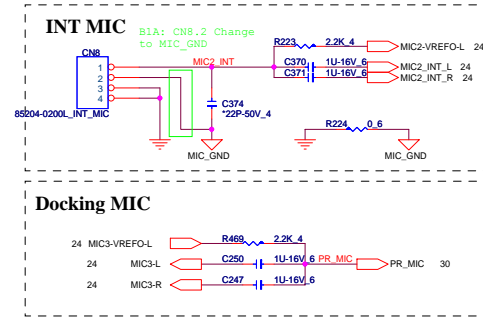 INT MIC
B1A: CN8.2 Change
to MIC_GND
CN8
1
2
3
4
85204-0200L_INT_MIC
MIC2_INT
R223 2.2K_4
MIC2-VREFO-L 24
C370 1U-16V_6
MIC2_INT_L 24
C371 1U-16V_6
MIC2_INT_R 24
C374
*22P-50V_4
MIC_GND
R224 0_6
MIC_GND
Docking MIC
24 MIC3-VREFO-L
R469 2.2K_4
24 MIC3-L
C250 1U-16V_6
PR_MIC
PR_MIC 30
24 MIC3-R
C247 1U-16V_6